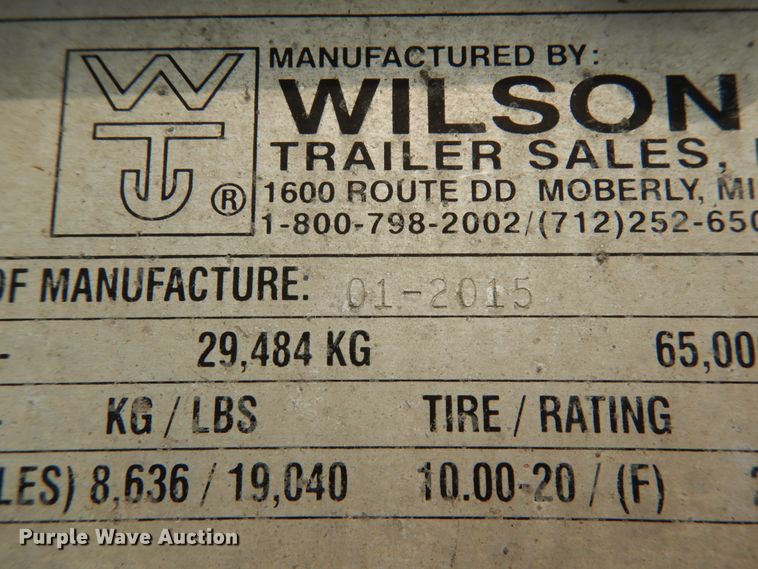 MANUFACTURED BY:
WILSON
®
TRAILER SALES,
1600 ROUTE DD MOBERLY, MI
1-800-798-2002/(712)252-650
OF MANUFACTURE: 01-2015
29,484 KG 65,00
KG / LBS TIRE / RATING
LES) 8,636 / 19,040 10.00-20 / (F) 2
Purple Wave Auction